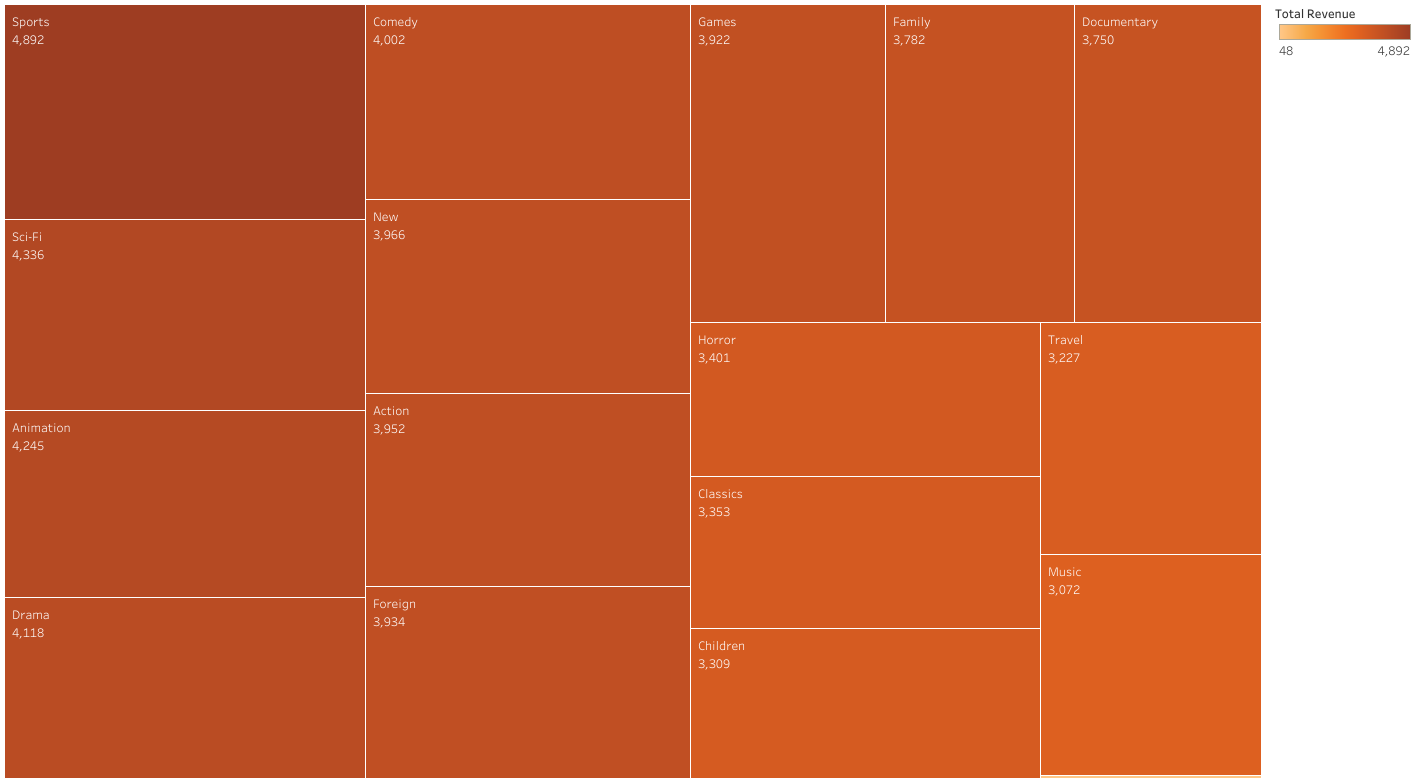 Sports
4,892
Sci-Fi
4,336
Animation
4,245
Drama
4,118
Comedy
4,002
New
3,966
Action
3,952
Foreign
3,934
Games
3,922
Family
3,782
Documentary
3,750
Horror
3,401
Classics
3,353
Children
3,309
Travel
3,227
Music
3,072
Total Revenue
48 4,892